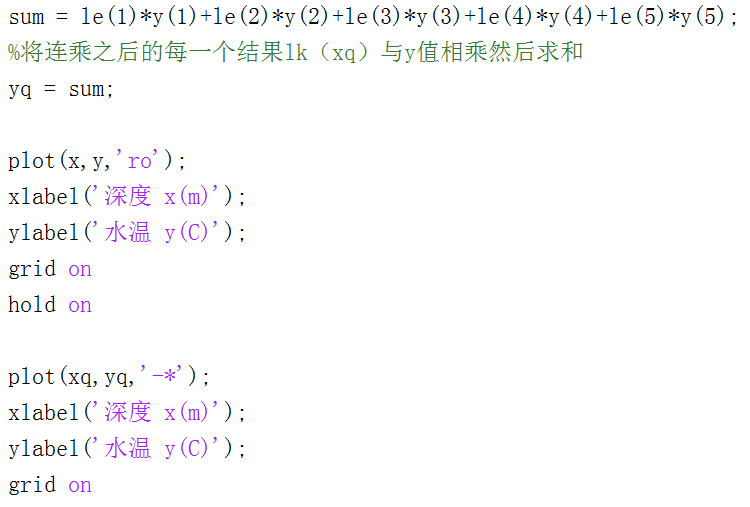 sum = le(1)*y(1)+le(2)*y(2)+le(3)*y(3)+le(4)*y(4)+le(5)*y(5);
%将连乘之后的每一个结果lk（xq）与y值相乘然后求和
yq = sum;
plot(x,y,'ro');
xlabel('深度 x(m)');
ylabel('水温 y(C)');
grid on
hold on
plot(xq,yq,'-*');
xlabel('深度 x(m)');
ylabel('水温 y(C)');
grid on